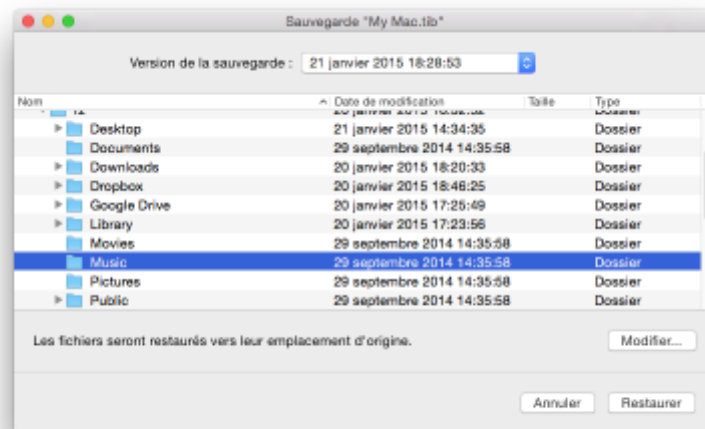 Sauvegarde "My Mac.tib"
Version de la sauvegarde : 21 janvier 2015 18:28:53
Nom Date de modification Taille Type
Desktop 21 janvier 2015 14:34:35 Dossier
Documents 29 septembre 2014 14:35:58 Dossier
Downloads 20 janvier 2015 18:20:33 Dossier
Dropbox 20 janvier 2015 18:46:25 Dossier
Google Drive 20 janvier 2015 17:25:49 Dossier
Library 20 janvier 2015 17:23:56 Dossier
Movies 29 septembre 2014 14:35:58 Dossier
Music 29 septembre 2014 14:35:58 Dossier
Pictures 29 septembre 2014 14:35:58 Dossier
Public 29 septembre 2014 14:35:58 Dossier
Les fichiers seront restaurés vers leur emplacement d'origine. Modifier...
Annuler Restaurer